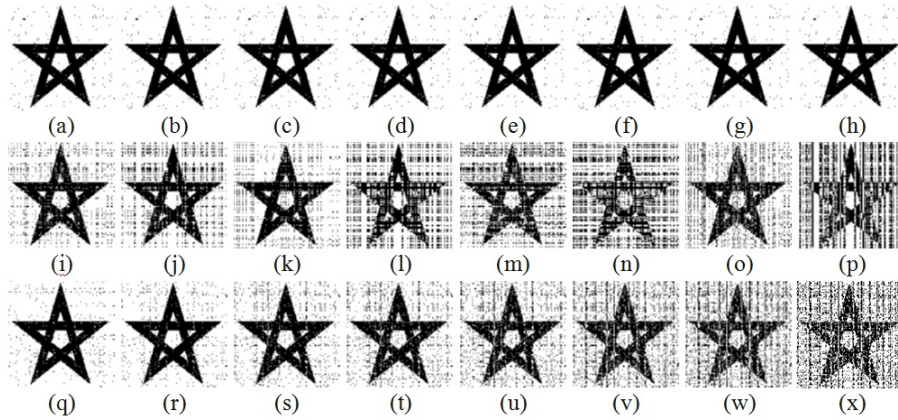 (a) (b) (c) (d) (e) (f) (g) (h)
(i) (j) (k) (l) (m) (n) (o) (p)
(q) (r) (s) (t) (u) (v) (w) (x)